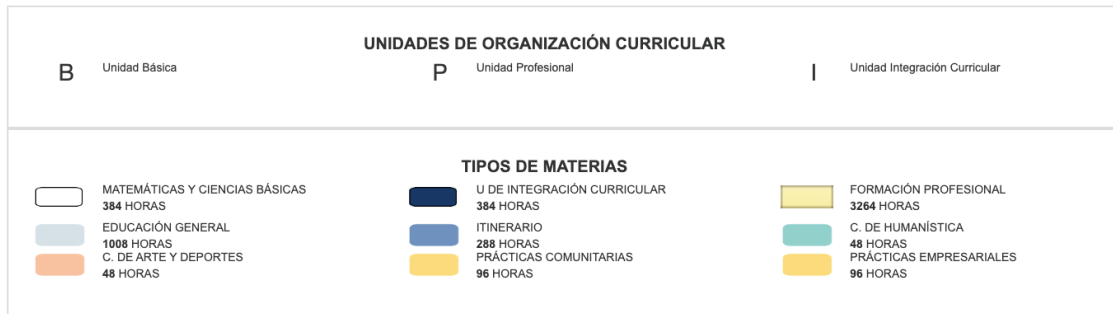 UNIDADES DE ORGANIZACIÓN CURRICULAR
B Unidad Básica P Unidad Profesional I Unidad Integración Curricular
TIPOS DE MATERIAS
MATEMÁTICAS Y CIENCIAS BÁSICAS
384 HORAS
U DE INTEGRACIÓN CURRICULAR
384 HORAS
FORMACIÓN PROFESIONAL
3264 HORAS
EDUCACIÓN GENERAL
1008 HORAS
ITINERARIO
288 HORAS
C. DE HUMANÍSTICA
48 HORAS
C. DE ARTE Y DEPORTES
48 HORAS
PRÁCTICAS COMUNITARIAS
96 HORAS
PRÁCTICAS EMPRESARIALES
96 HORAS